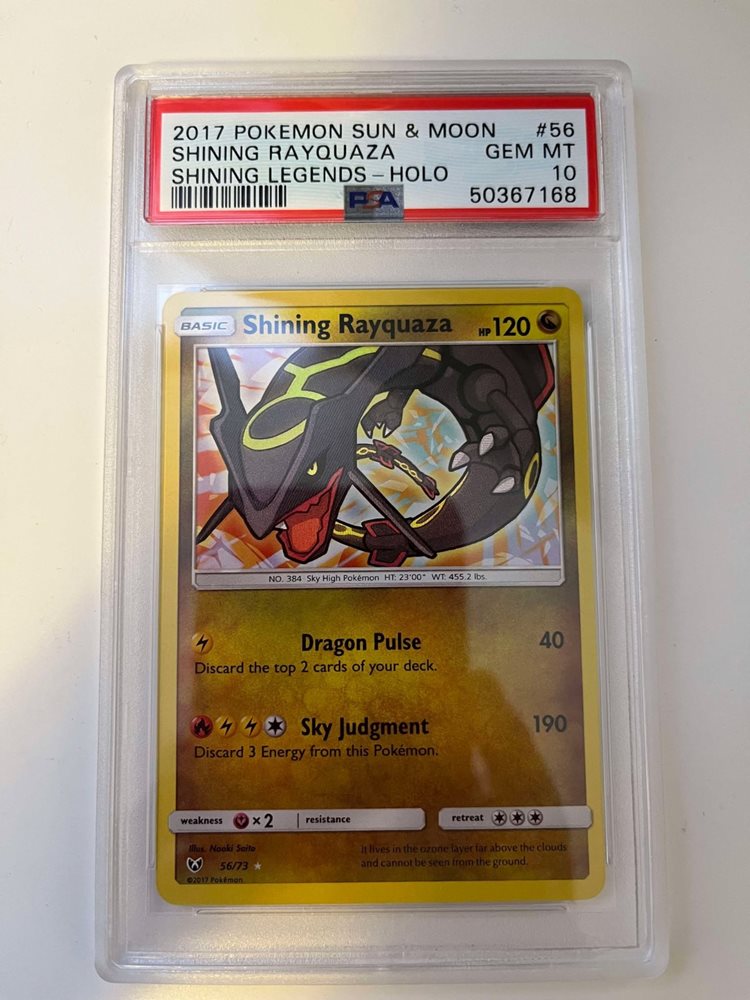 2017 POKEMON SUN & MOON #56
SHINING RAYQUAZA GEM MT
SHINING LEGENDS - HOLO 10
PSA 50367168
BASIC Shining Rayquaza HP 120
NO. 384 Sky High Pokémon HT: 23'00" WT: 455.2 lbs.
Dragon Pulse 40
Discard the top 2 cards of your deck.
Sky Judgment 190
Discard 3 Energy from this Pokémon.
weakness ×2 resistance retreat
Illus. Naoki Saito
It lives in the ozone layer far above the clouds
and cannot be seen from the ground.
56/73
©2017 Pokémon